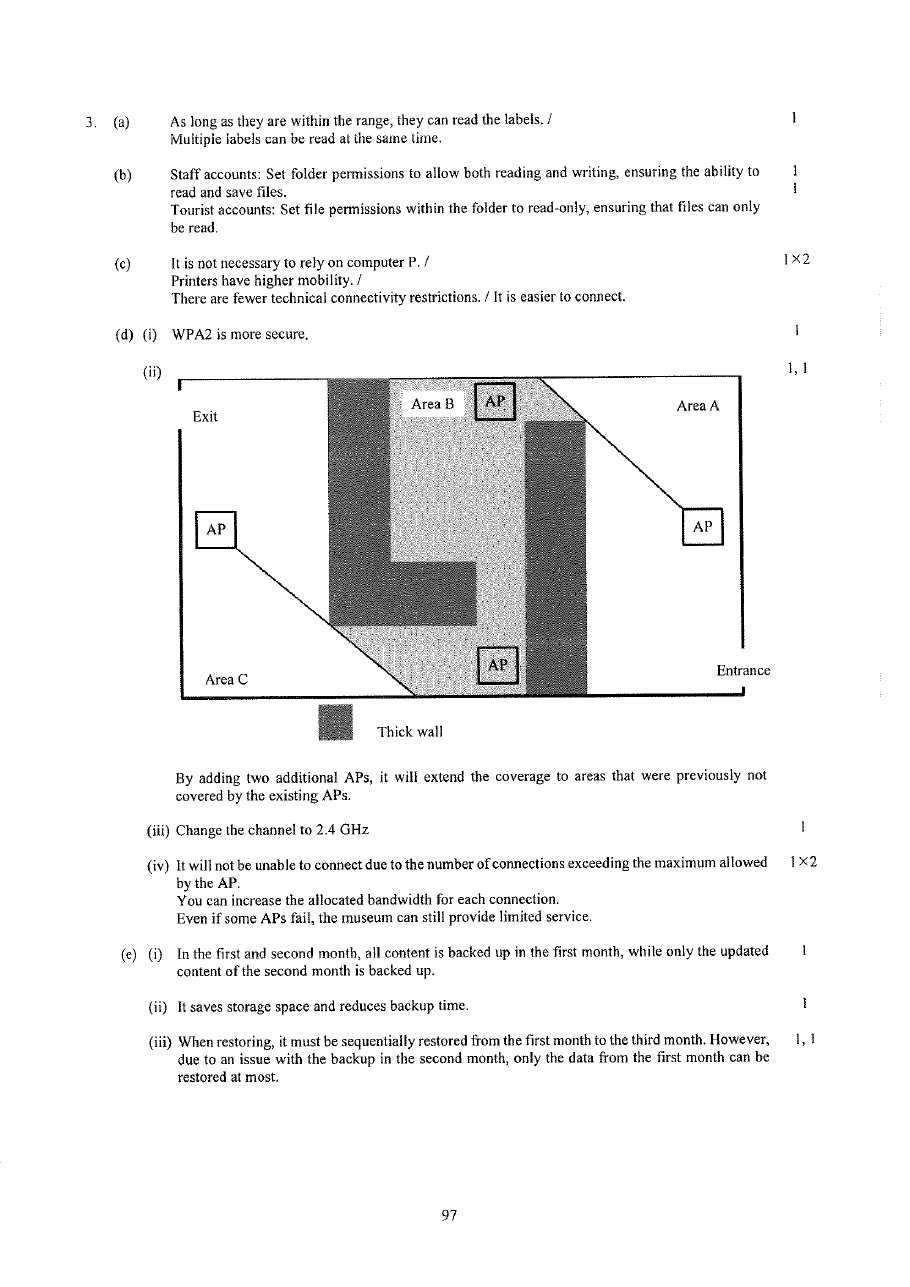 3. (a) As long as they are within the range, they can read the labels. / 1
Multiple labels can be read at the same time.
(b) Staff accounts: Set folder permissions to allow both reading and writing, ensuring the ability to 1
read and save files. 1
Tourist accounts: Set file permissions within the folder to read-only, ensuring that files can only
be read.
(c) It is not necessary to rely on computer P. / 1×2
Printers have higher mobility. /
There are fewer technical connectivity restrictions. / It is easier to connect.
(d) (i) WPA2 is more secure. 1
(ii) 1, 1
Exit Area B AP Area A
AP AP
Area C AP Entrance
Thick wall
By adding two additional APs, it will extend the coverage to areas that were previously not
covered by the existing APs.
(iii) Change the channel to 2.4 GHz 1
(iv) It will not be unable to connect due to the number of connections exceeding the maximum allowed 1×2
by the AP.
You can increase the allocated bandwidth for each connection.
Even if some APs fail, the museum can still provide limited service.
(e) (i) In the first and second month, all content is backed up in the first month, while only the updated 1
content of the second month is backed up.
(ii) It saves storage space and reduces backup time. 1
(iii) When restoring, it must be sequentially restored from the first month to the third month. However, 1, 1
due to an issue with the backup in the second month, only the data from the first month can be
restored at most.
97